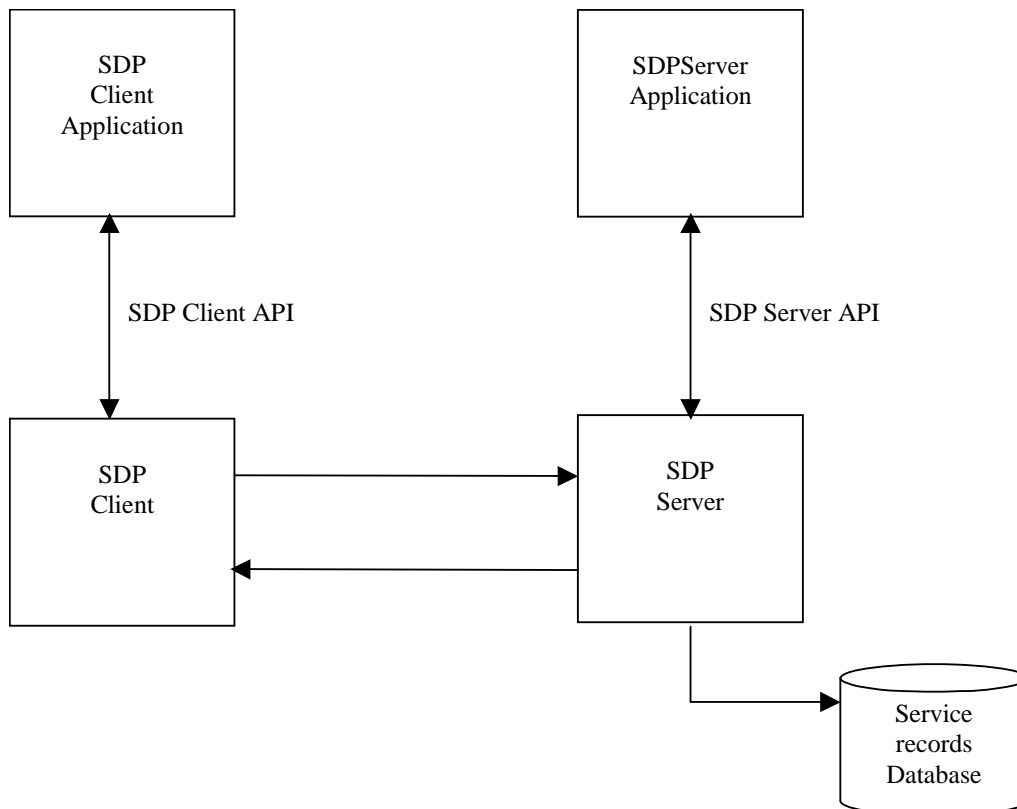 SDP
Client
Application
SDPServer
Application
SDP Client API
SDP Server API
SDP
Client
SDP
Server
Service
records
Database